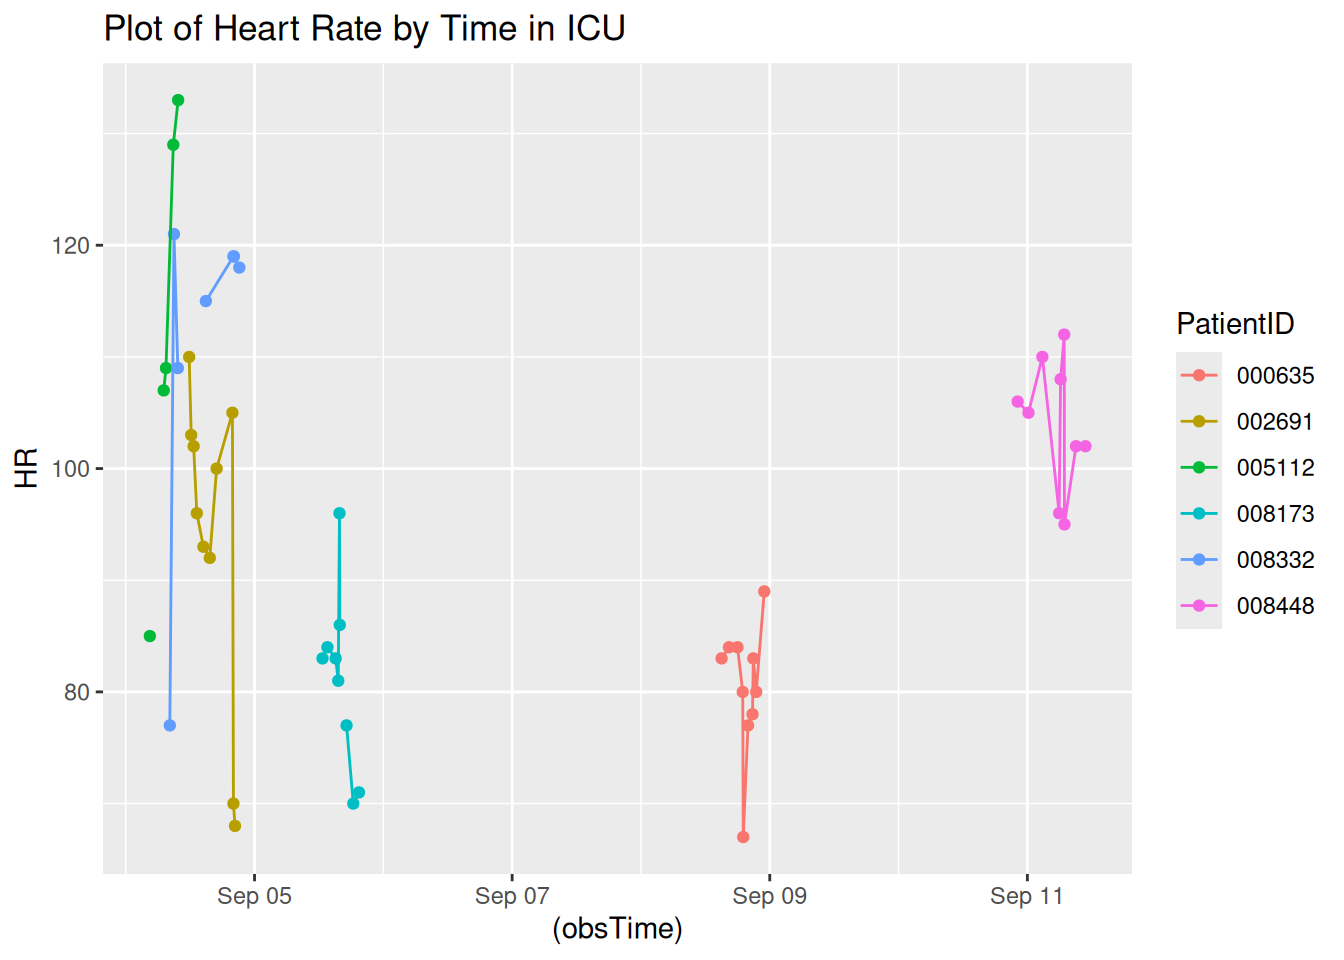 Plot of Heart Rate by Time in ICU
HR
120
100
80
Sep 05
Sep 07
Sep 09
Sep 11
(obsTime)
PatientID
000635
002691
005112
008173
008332
008448